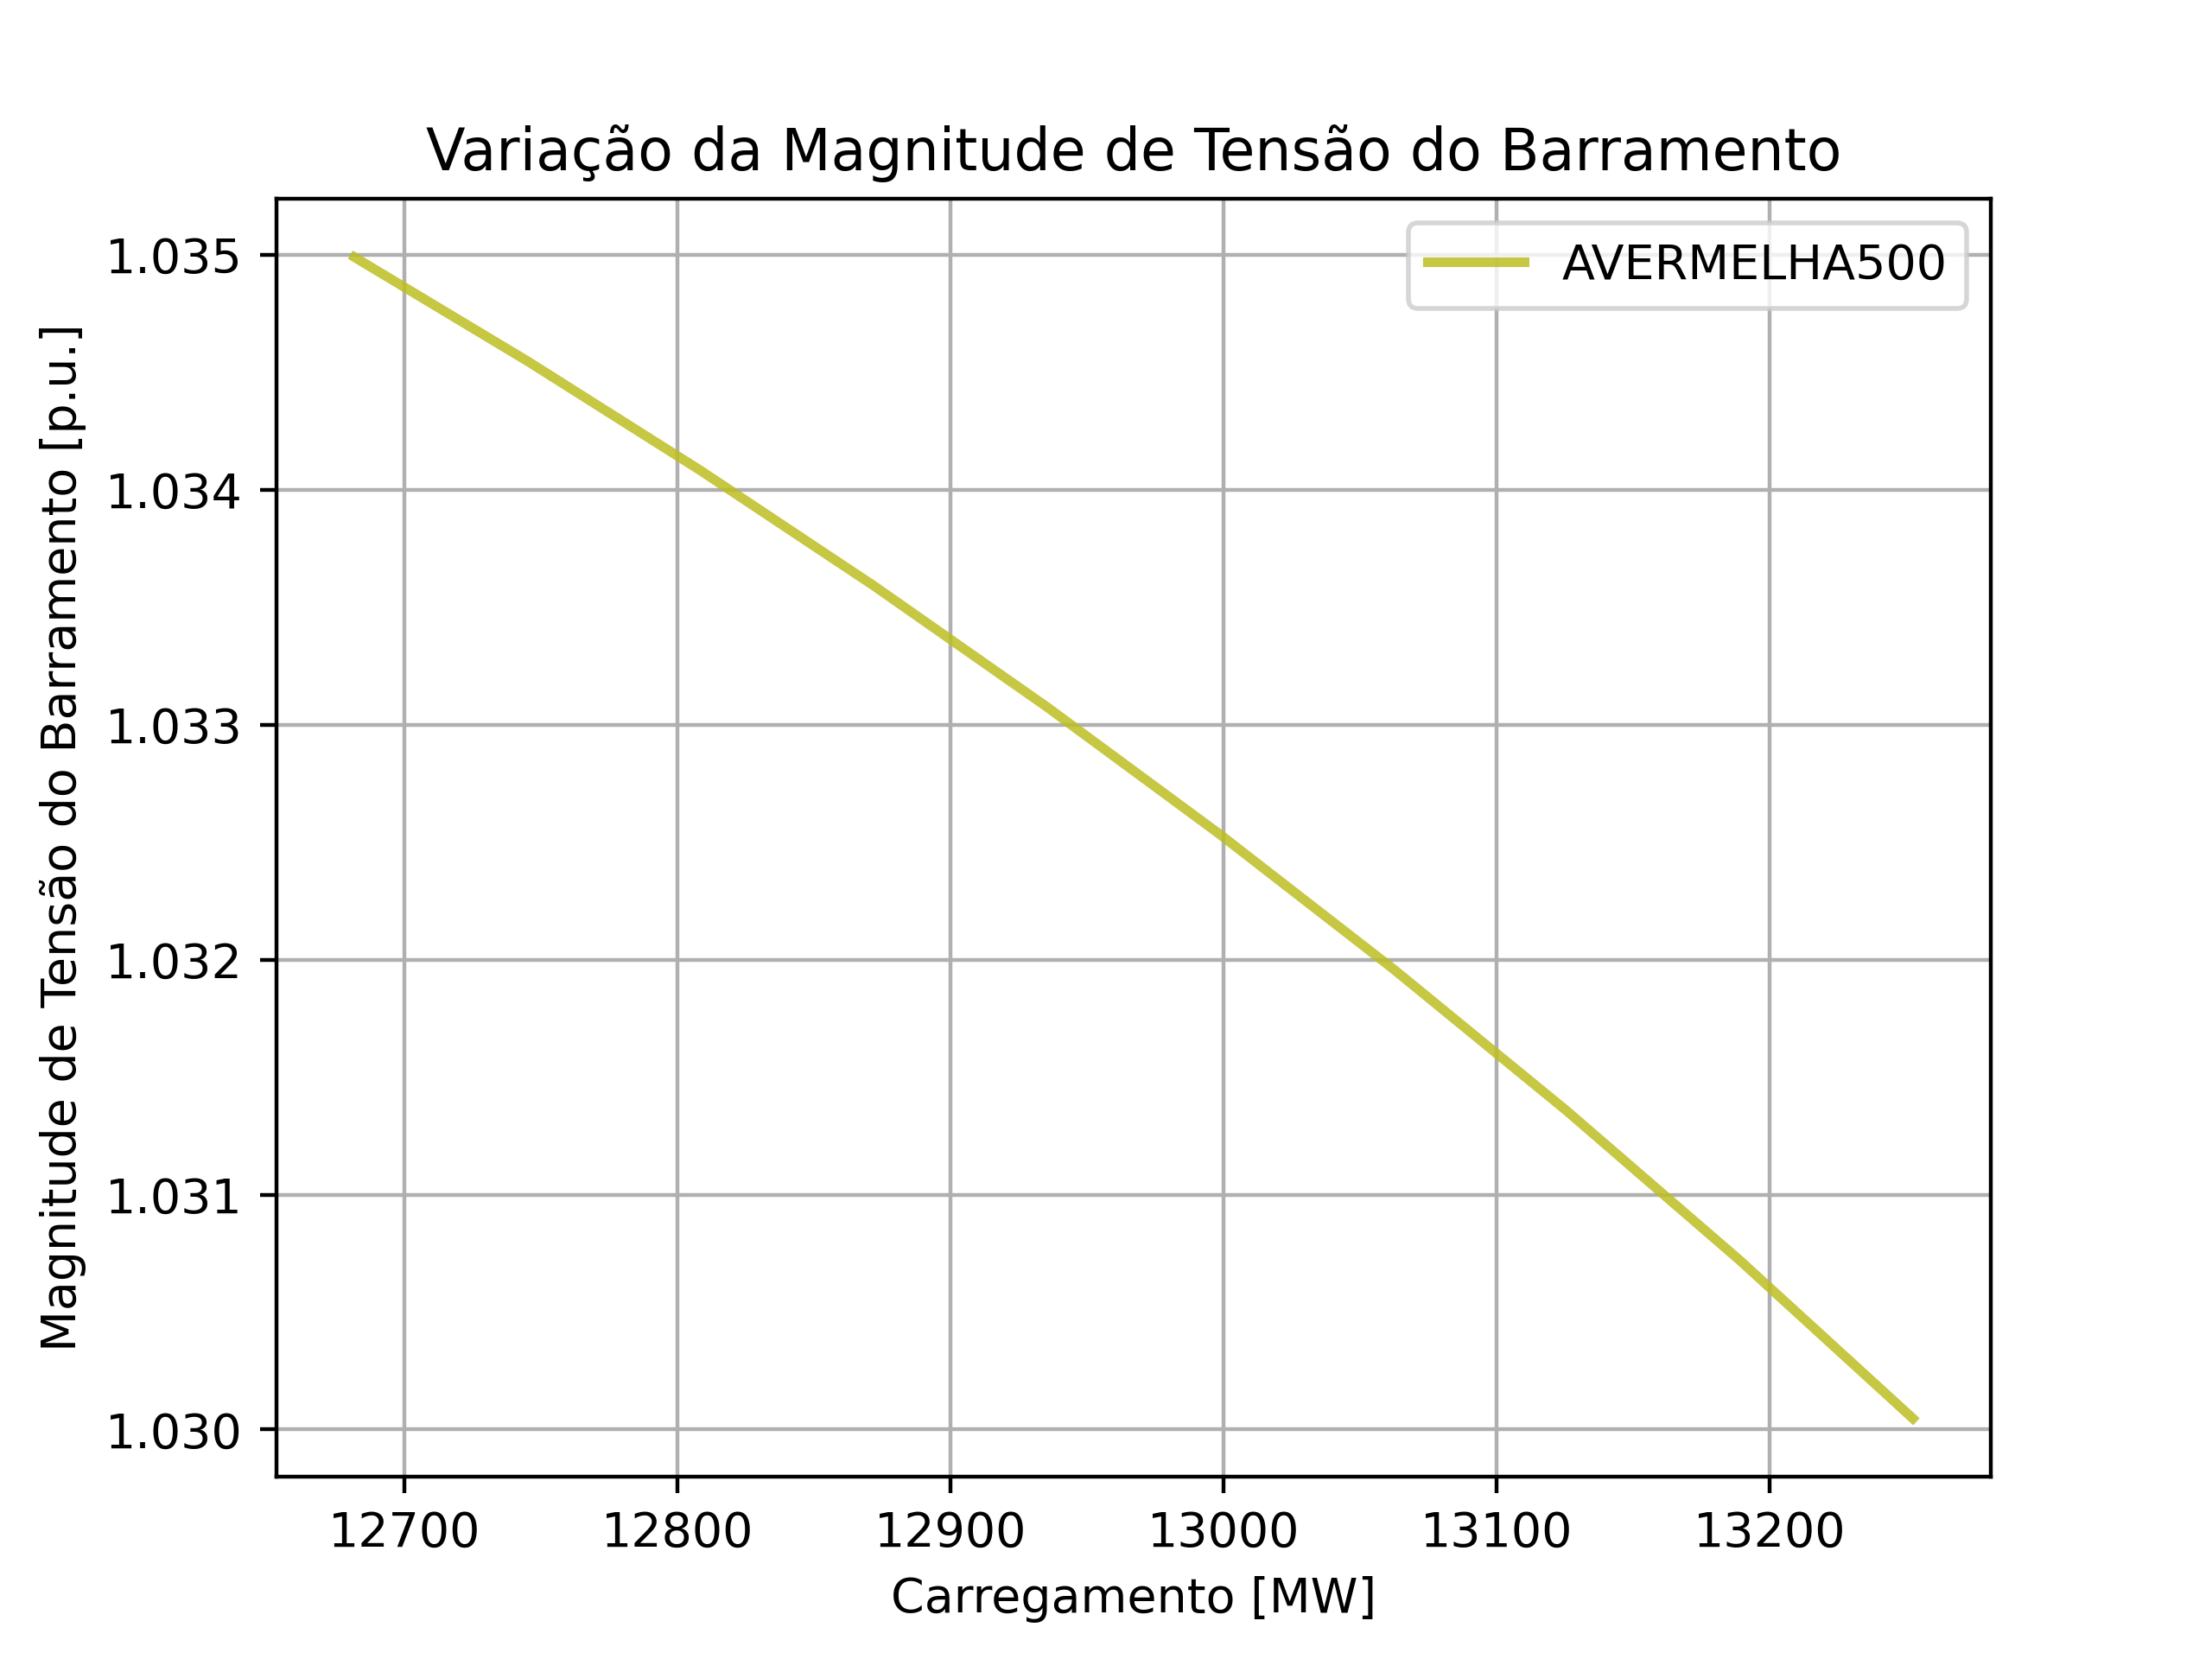 Variação da Magnitude de Tensão do Barramento
AVERMELHA500
Magnitude de Tensão do Barramento [p.u.]
1.035
1.034
1.033
1.032
1.031
1.030
12700 12800 12900 13000 13100 13200
Carregamento [MW]